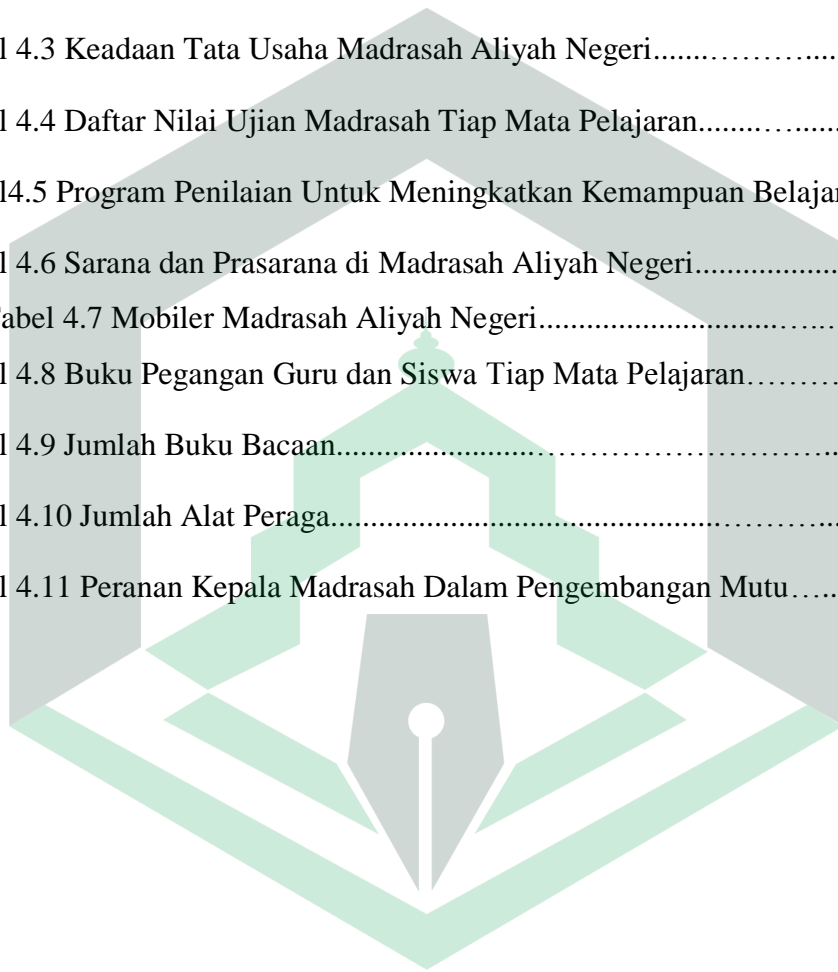 l 4.3 Keadaan Tata Usaha Madrasah Aliyah Negeri.......………....
l 4.4 Daftar Nilai Ujian Madrasah Tiap Mata Pelajaran........…......
l4.5 Program Penilaian Untuk Meningkatkan Kemampuan Belajar
l 4.6 Sarana dan Prasarana di Madrasah Aliyah Negeri..................
abel 4.7 Mobiler Madrasah Aliyah Negeri..............................…...
l 4.8 Buku Pegangan Guru dan Siswa Tiap Mata Pelajaran………
l 4.9 Jumlah Buku Bacaan.........................………………………...
l 4.10 Jumlah Alat Peraga.................................................………....
l 4.11 Peranan Kepala Madrasah Dalam Pengembangan Mutu…...